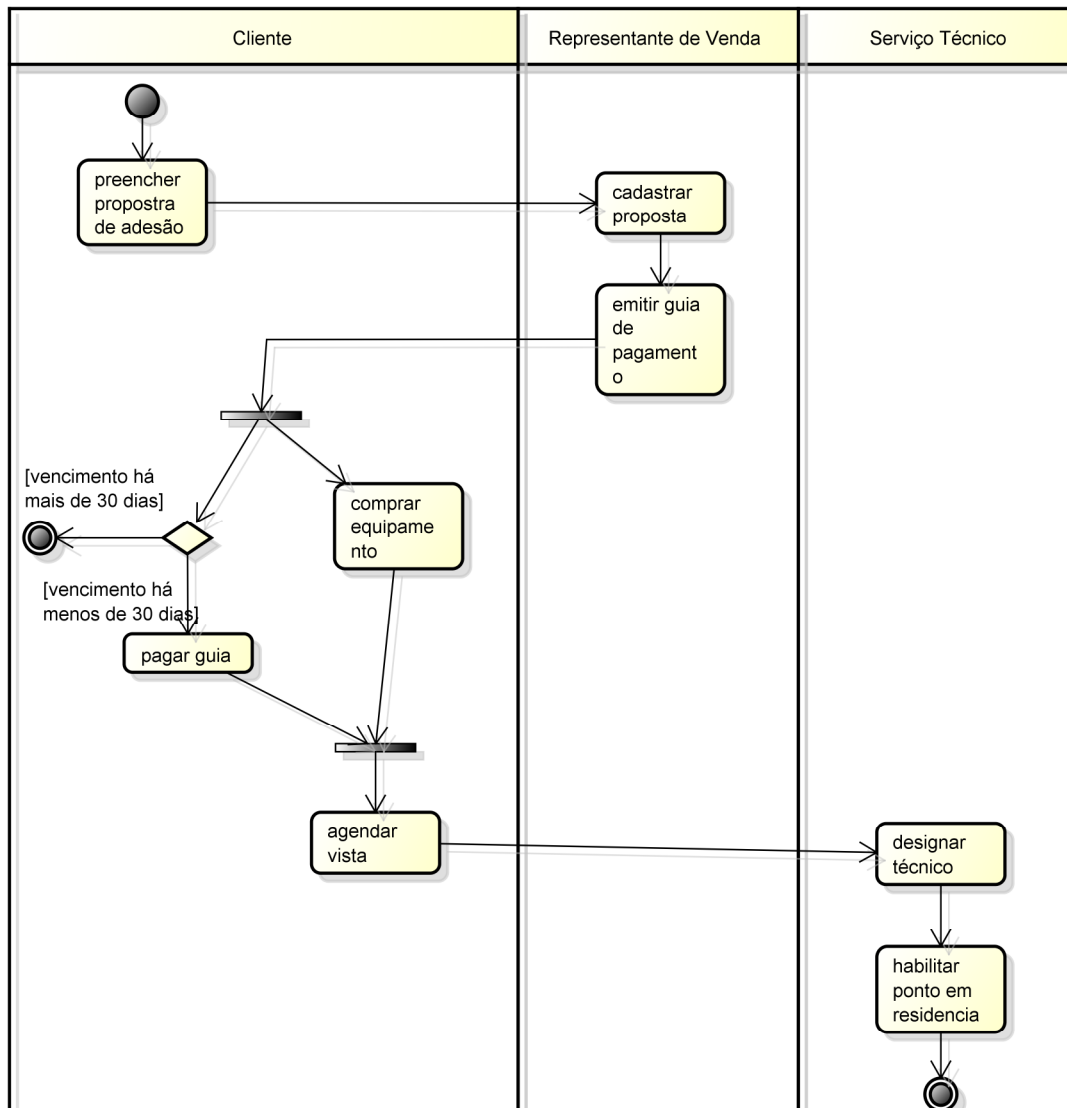 Cliente
Representante de Venda
Serviço Técnico
preencher
propostra
de adesão
cadastrar
proposta
emitir guia
de
pagament
o
[vencimento há
mais de 30 dias]
comprar
equipame
nto
[vencimento há
menos de 30 dias]
pagar guia
agendar
vista
designar
técnico
habilitar
ponto em
residencia